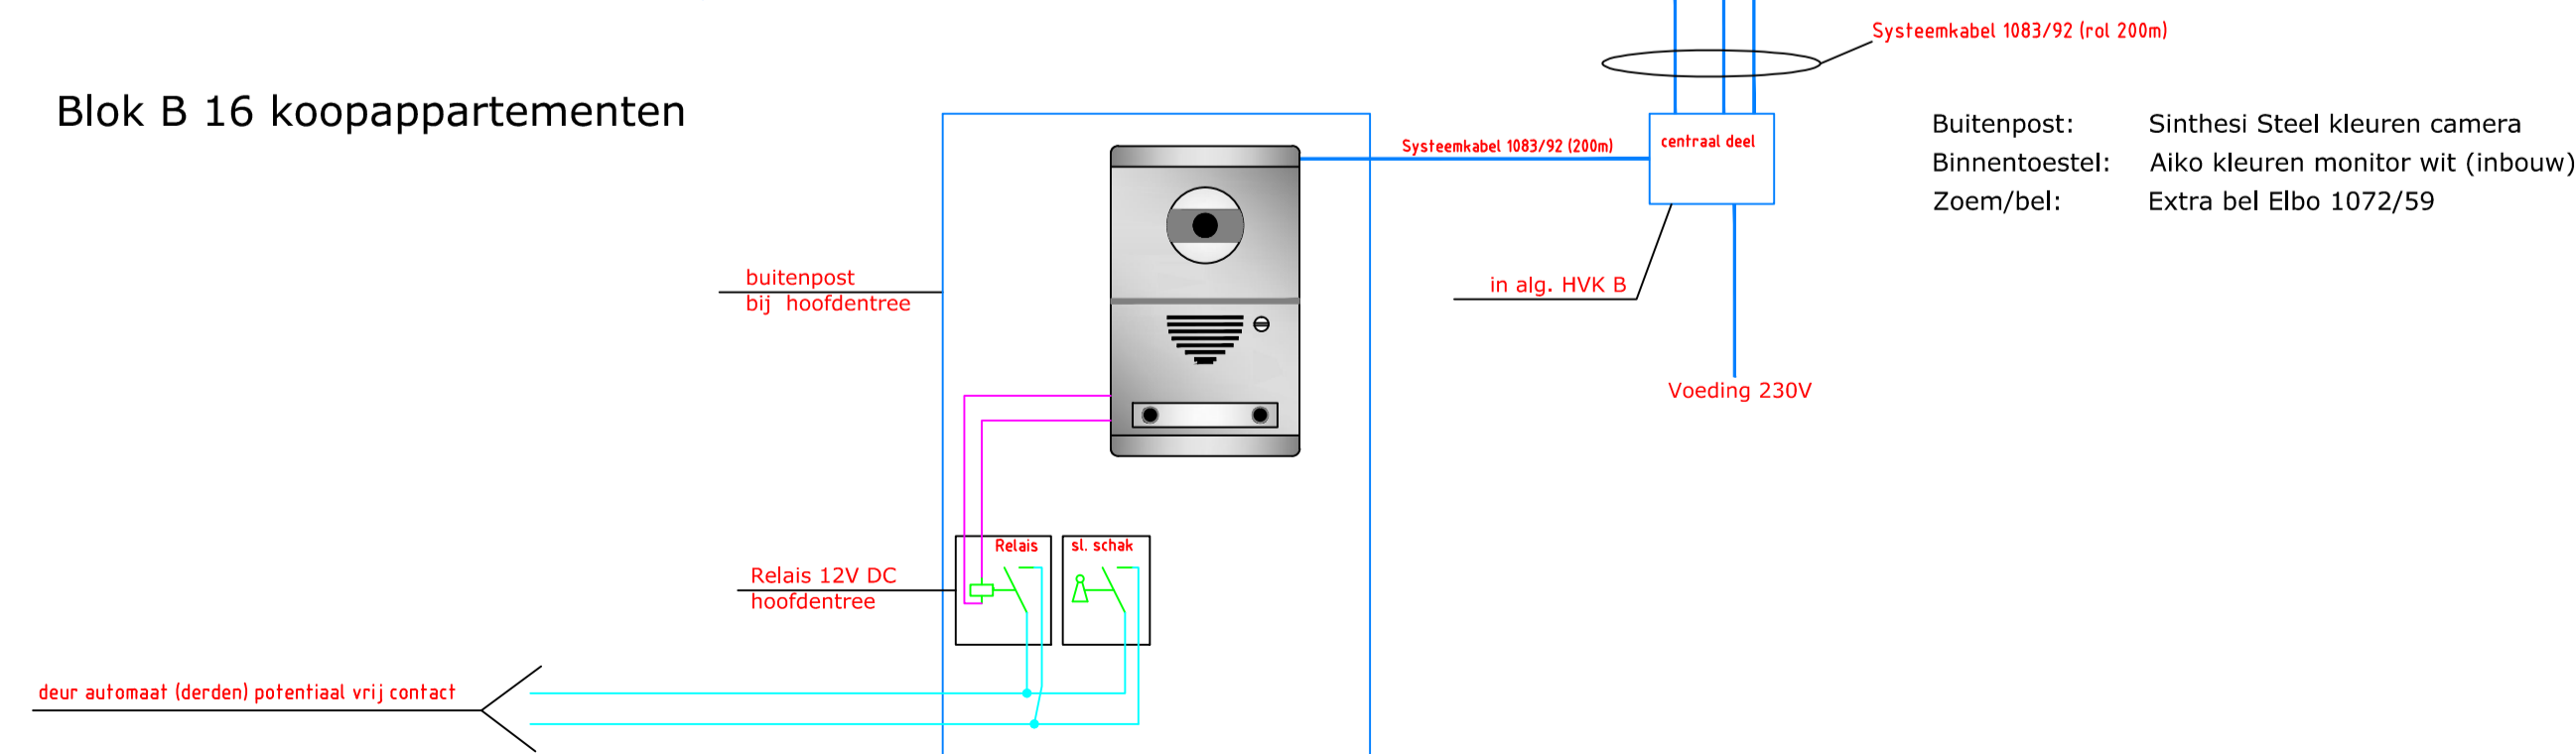 Systeemkabel 1083/92 (rol 200m)
Blok B 16 koopappartementen
Systeemkabel 1083/92 (200m)
centraal deel
Buitenpost: Sinthesi Steel kleuren camera
Binnentoestel: Aiko kleuren monitor wit (inbouw)
Zoem/bel: Extra bel Elbo 1072/59
buitenpost
bij hoofdentree
in alg. HVK B
Voeding 230V
Relais
sl. schak
Relais 12V DC
hoofdentree
deur automaat (derden) potentiaal vrij contact